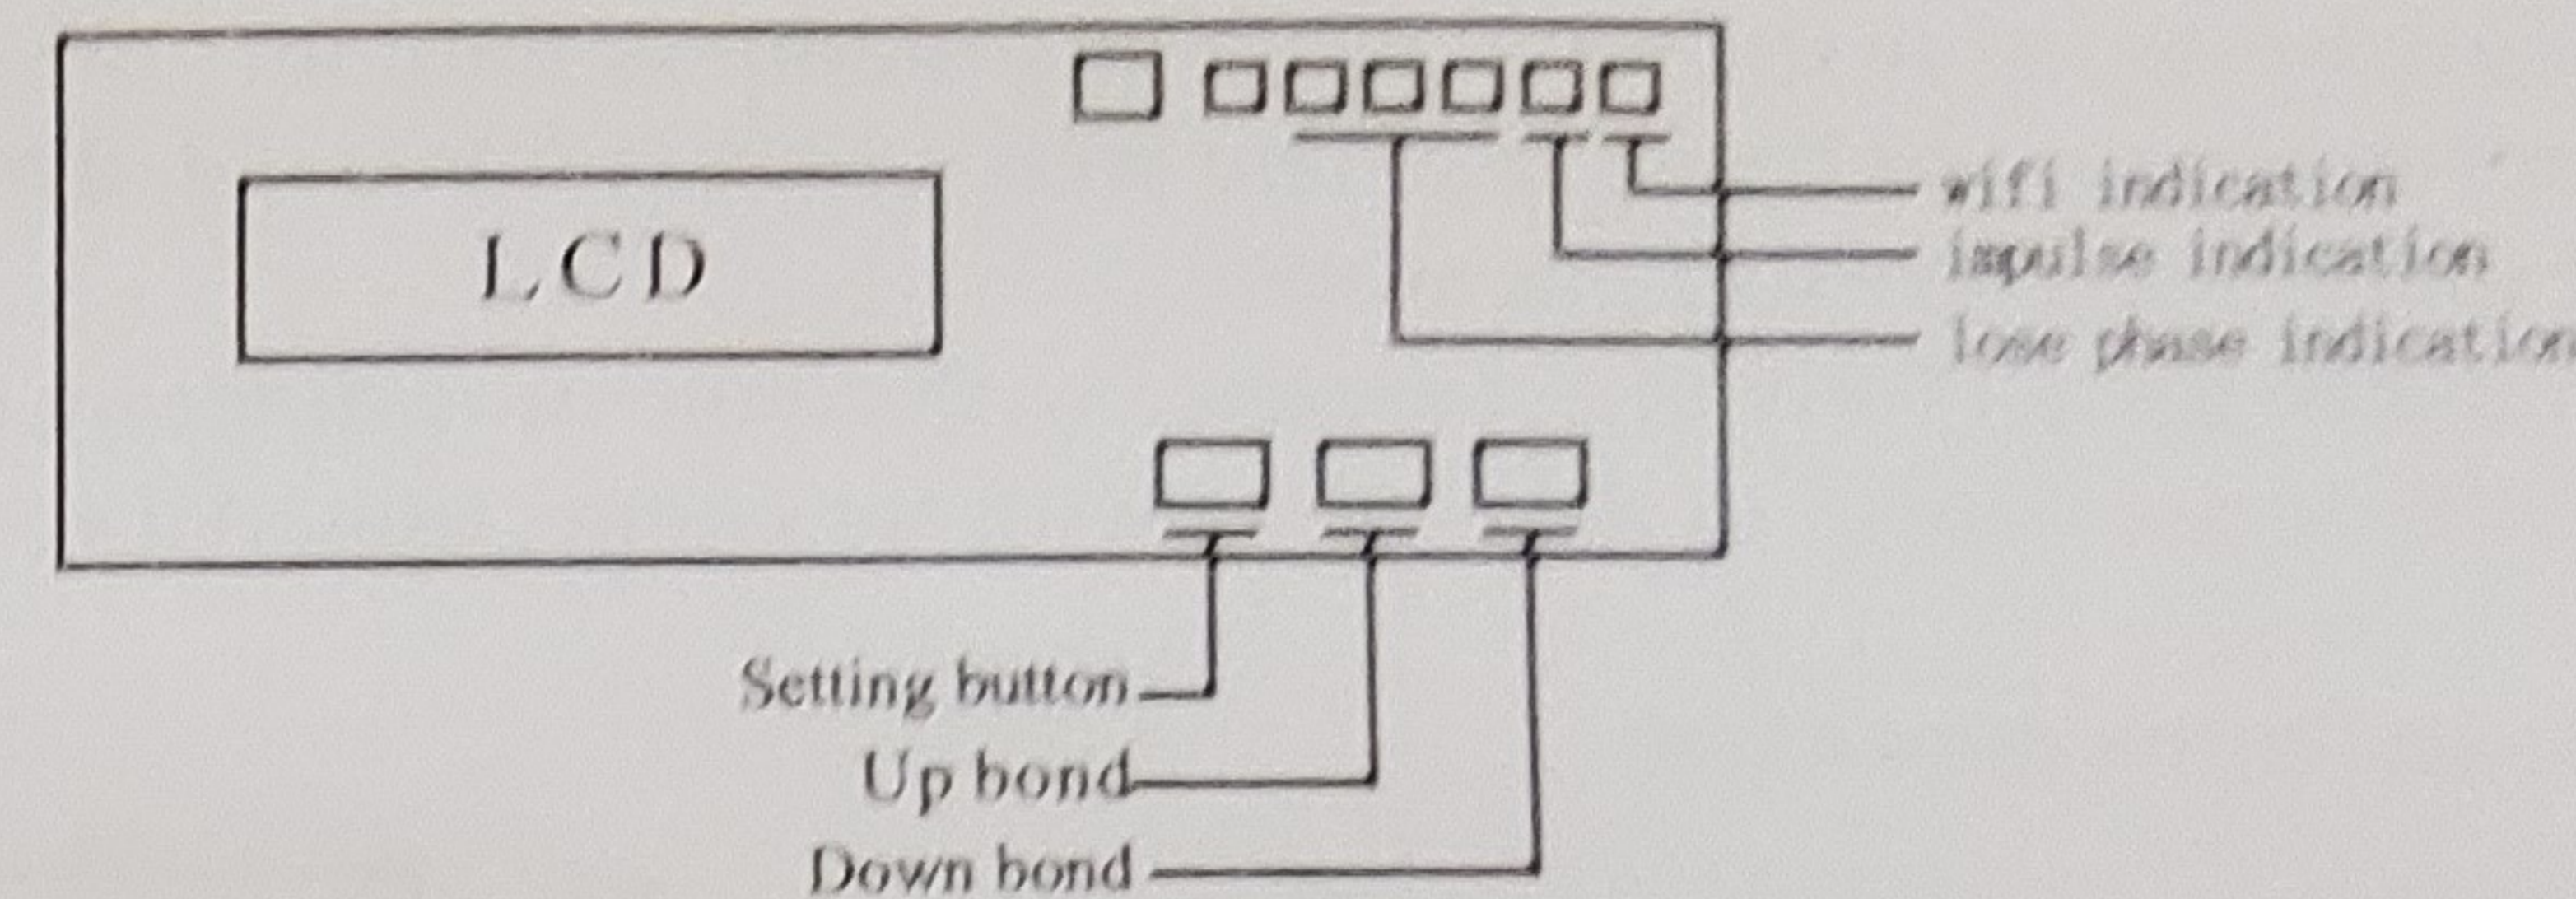 wifi indication
LCD
impulse indication
lose phase indication
Setting button
Up bond
Down bond